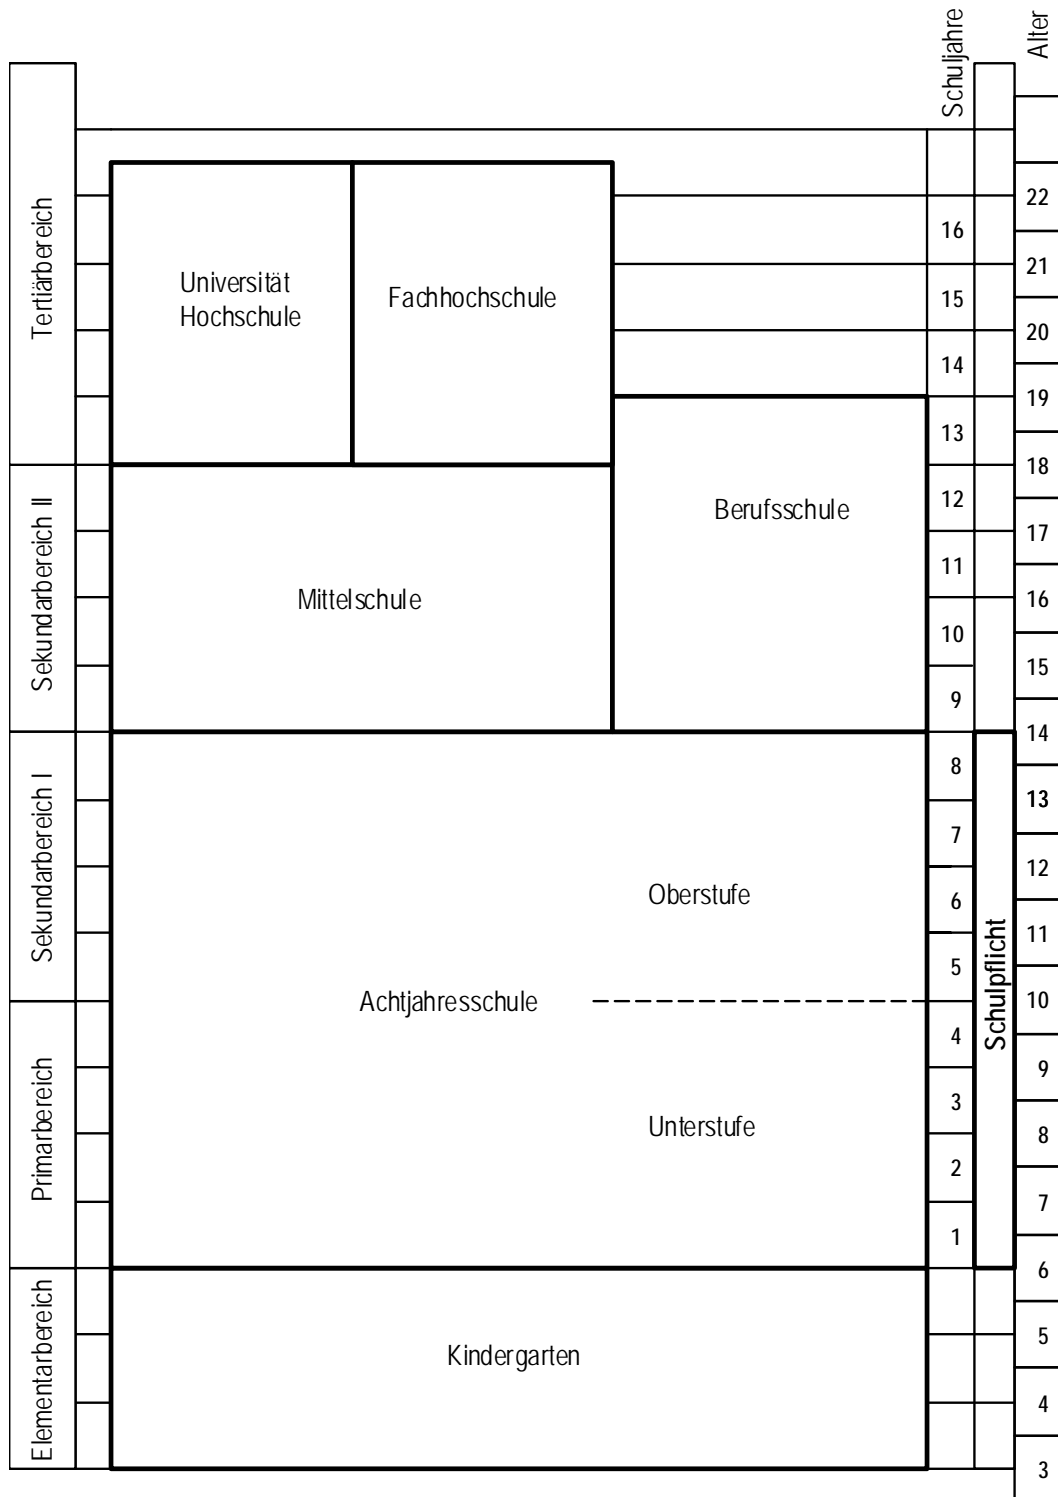 Schuljahre
Alter
Tertiärbereich
Sekundarbereich II
Sekundarbereich I
Primarbereich
Elementarbereich
Universität
Hochschule
Fachhochschule
Berufsschule
Mittelschule
Oberstufe
Achtjahresschule
Unterstufe
Kindergarten
16
15
14
13
12
11
10
9
8
7
6
5
4
3
2
1
Schulpflicht
22
21
20
19
18
17
16
15
14
13
12
11
10
9
8
7
6
5
4
3